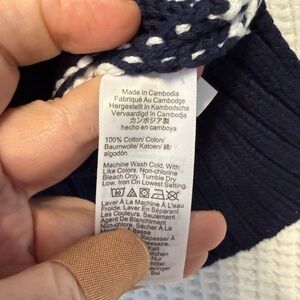 Made in Cambodia
Fabriqué Au Cambodge
Hergestellt in Kambodscha
Vervaardigd In Cambodja
カンボジア製
hecho en camboya
100% Cotton/ Coton/
Baumwolle/ Katoen/ 綿/
algodón
Machine Wash Cold. With
Like Colors. Non-chlorine
Bleach Only. Tumble Dry
Low. Iron On Lowest Setting
Laver À La Machine À L'eau
Froide. Laver En Séparant
Les Couleurs. Seulement
Agent De Blanchiment
Non-chloré. Sécher À La
Basse
Repasser À